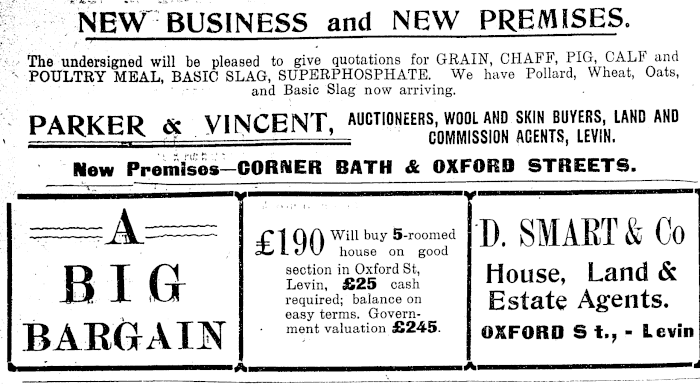 NEW BUSINESS and NEW PREMISES.
The undersigned will be pleased to give quotations for GRAIN, CHAFF, PIG, CALF and
POULTRY MEAL, BASIC SLAG, SUPERPHOSPHATE. We have Pollard, Wheat, Oats,
and Basic Slag now arriving.
PARKER & VINCENT,
AUCTIONEERS, WOOL AND SKIN BUYERS, LAND AND
COMMISSION AGENTS, LEVIN.
New Premises—CORNER BATH & OXFORD STREETS.
A
BIG
BARGAIN
£190 Will buy 5-roomed
house on good
section in Oxford St,
Levin, £25 cash
required; balance on
easy terms. Govern-
ment valuation £245.
D. SMART & Co
House, Land &
Estate Agents.
OXFORD St., - Levin